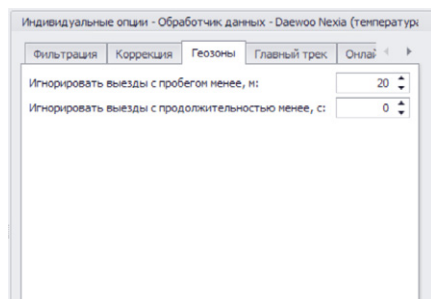 Индивидуальные опции - Обработчик данных - Daewoo Nexia (температура
Фильтрация Коррекция Геозоны Главный трек Онлай
Игнорировать выезды с пробегом менее, м: 20
Игнорировать выезды с продолжительностью менее, с: 0